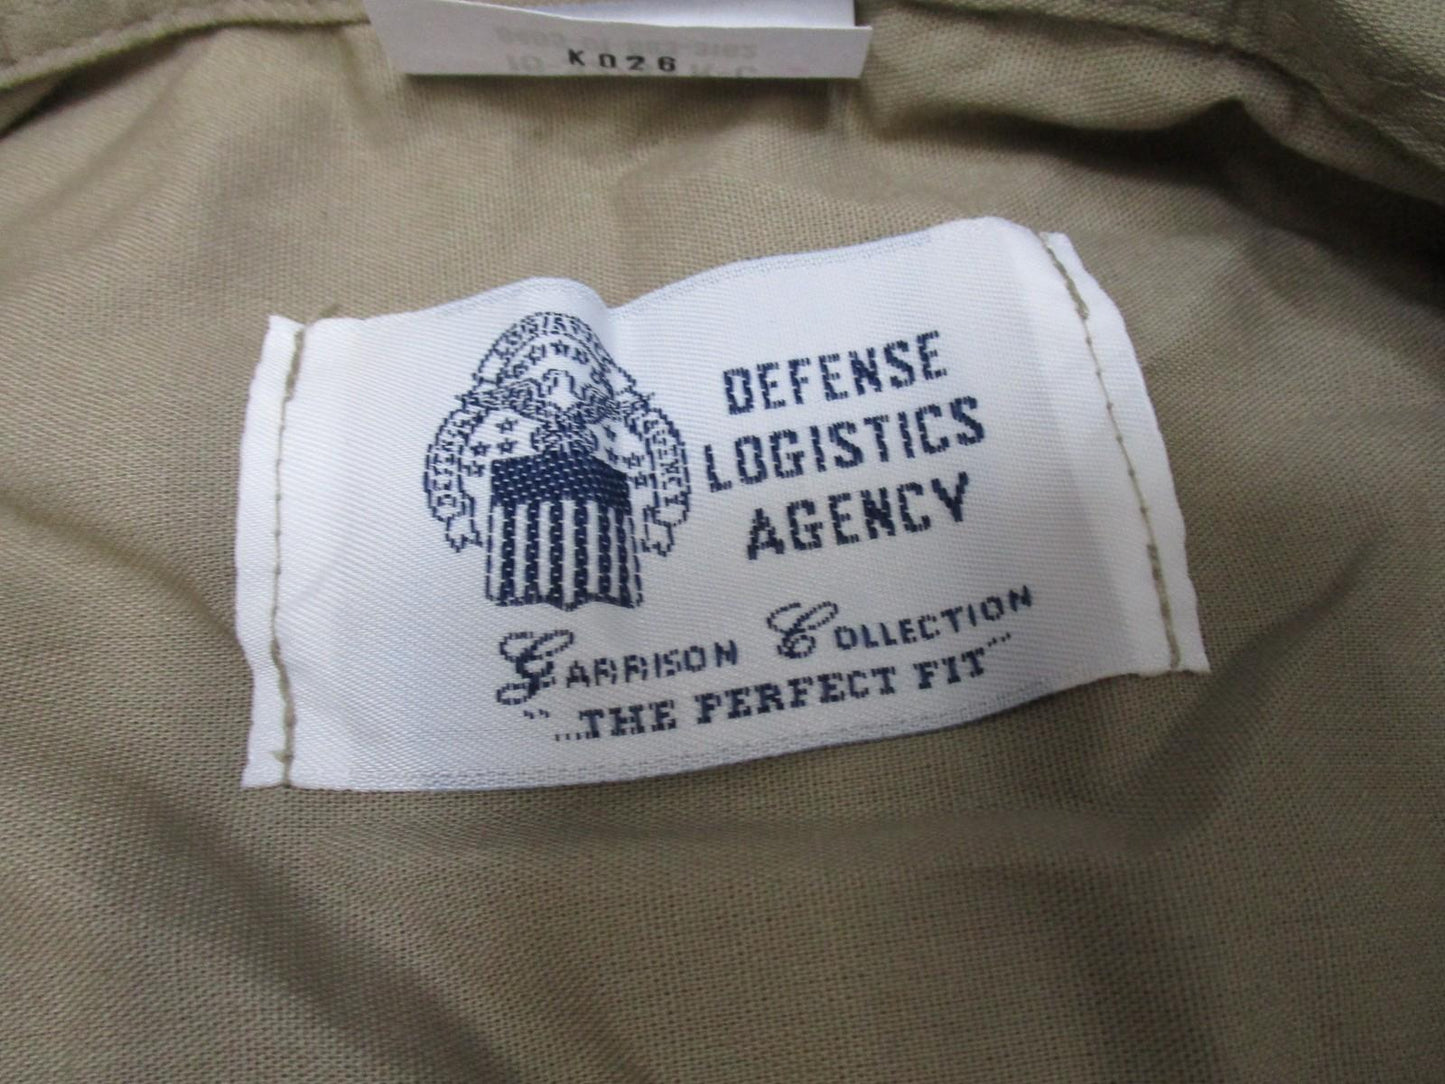 K026
DEFENSE
LOGISTICS
AGENCY
GARRISON COLLECTION
"...THE PERFECT FIT"